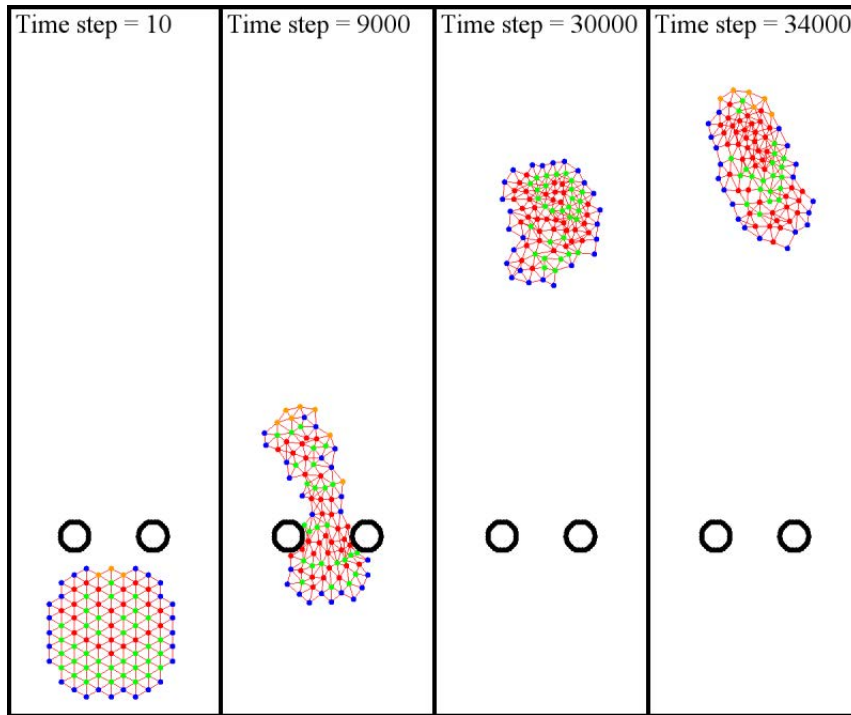 Time step = 10
Time step = 9000
Time step = 30000
Time step = 34000